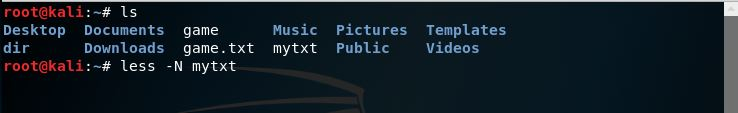 root@kali:~# ls
Desktop  Documents  game      Music  Pictures  Templates
dir      Downloads  game.txt  mytxt  Public    Videos
root@kali:~# less -N mytxt